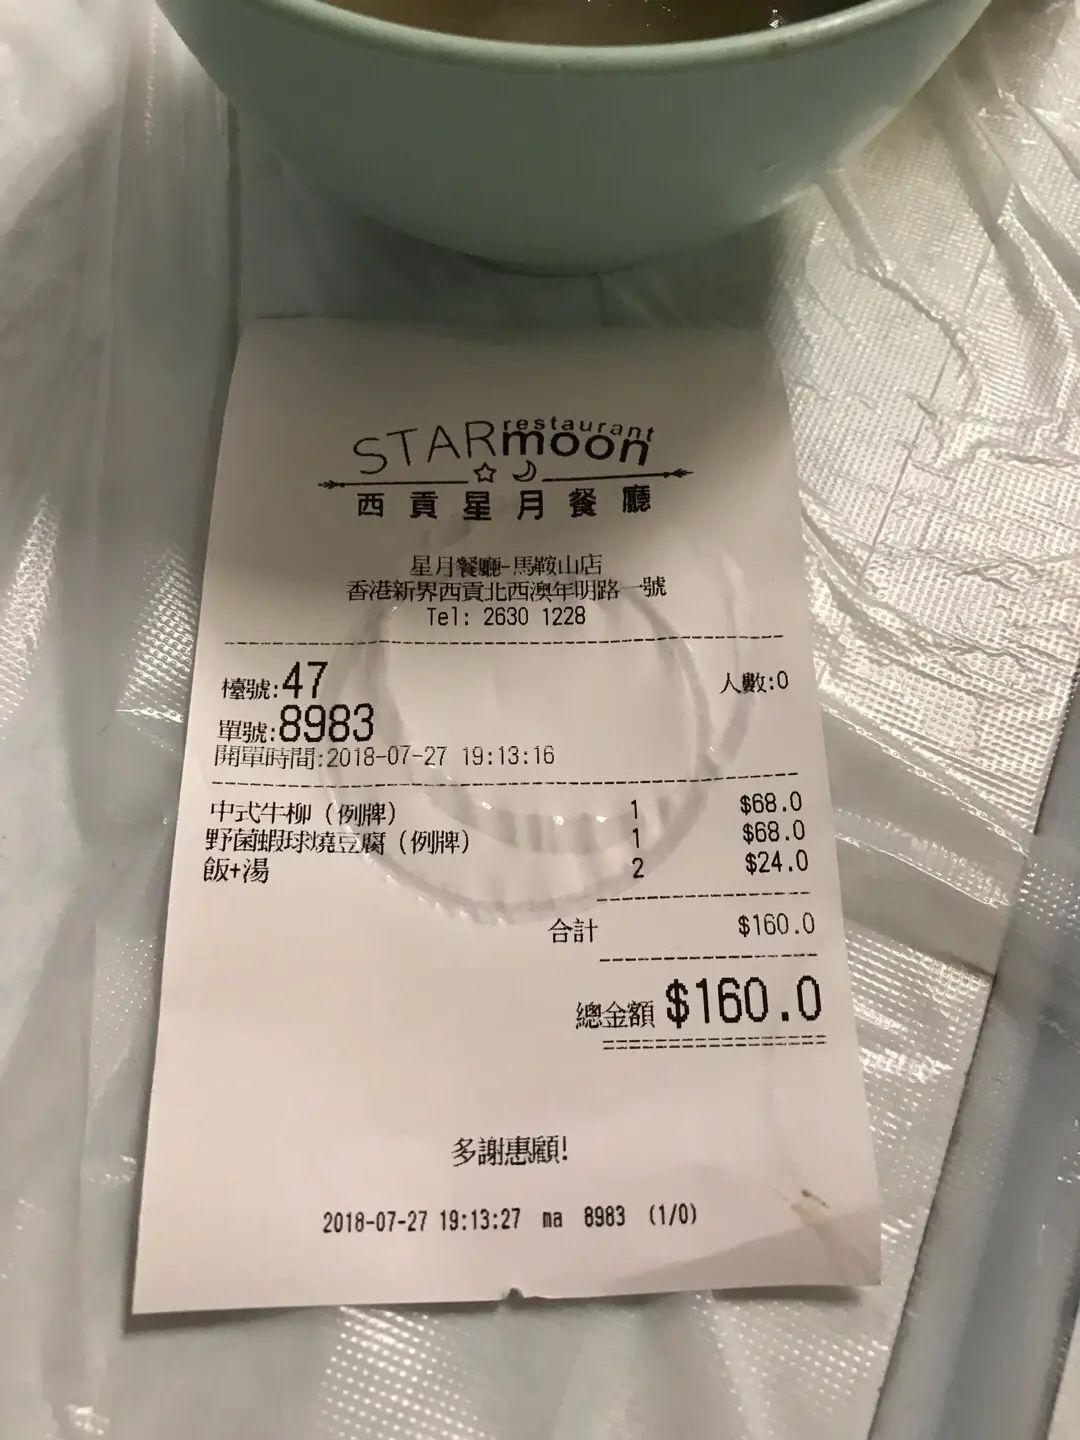 STARmoon restaurant
西貢星月餐廳
星月餐廳-馬鞍山店
香港新界西貢北西澳年明路一號
Tel: 2630 1228
檯號:47 人數:0
單號:8983
開單時間:2018-07-27 19:13:16
中式牛柳（例牌） 1 $68.0
野菌蝦球燒豆腐（例牌） 1 $68.0
飯+湯 2 $24.0
合計 $160.0
總金額 $160.0
多謝惠顧!
2018-07-27 19:13:27 ma 8983 (1/0)